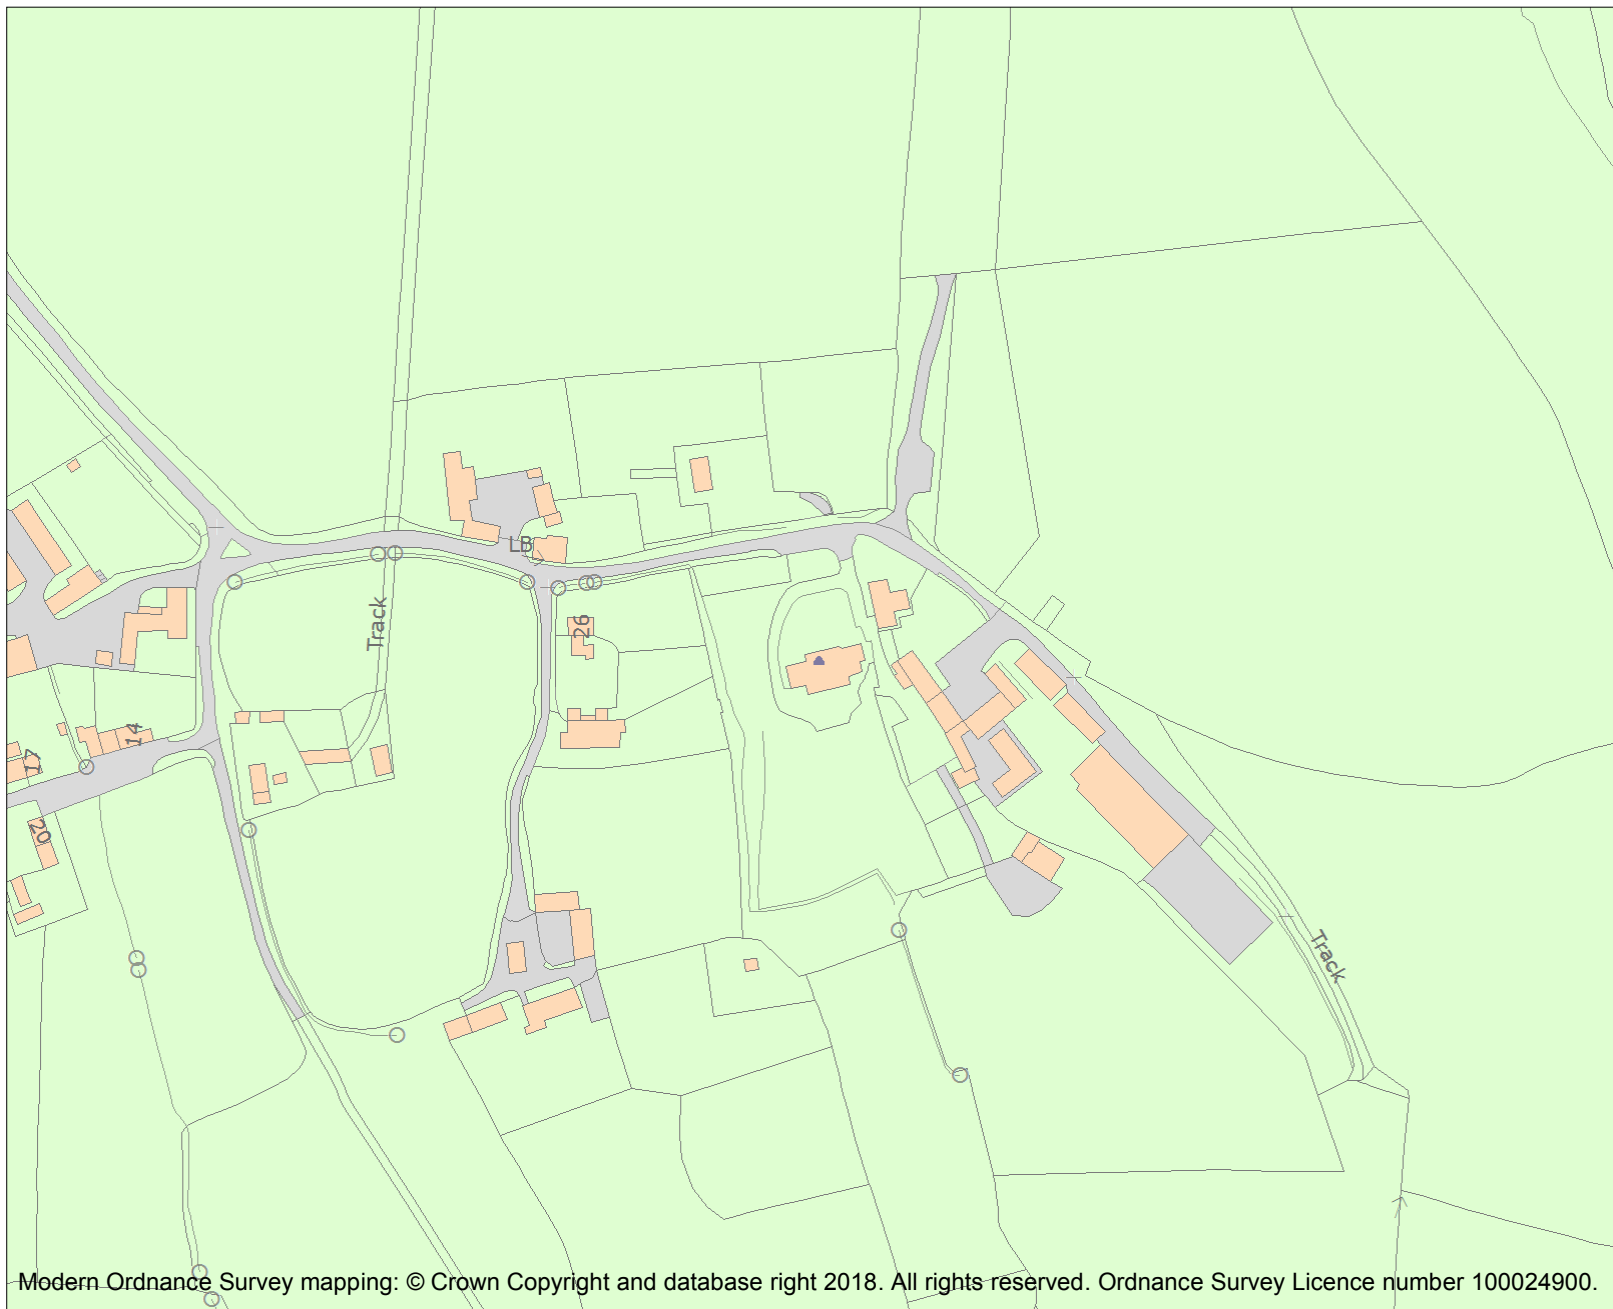 LB
Track
26
14
17
20
Track
Modern Ordnance Survey mapping: © Crown Copyright and database right 2018. All rights reserved. Ordnance Survey Licence number 100024900.